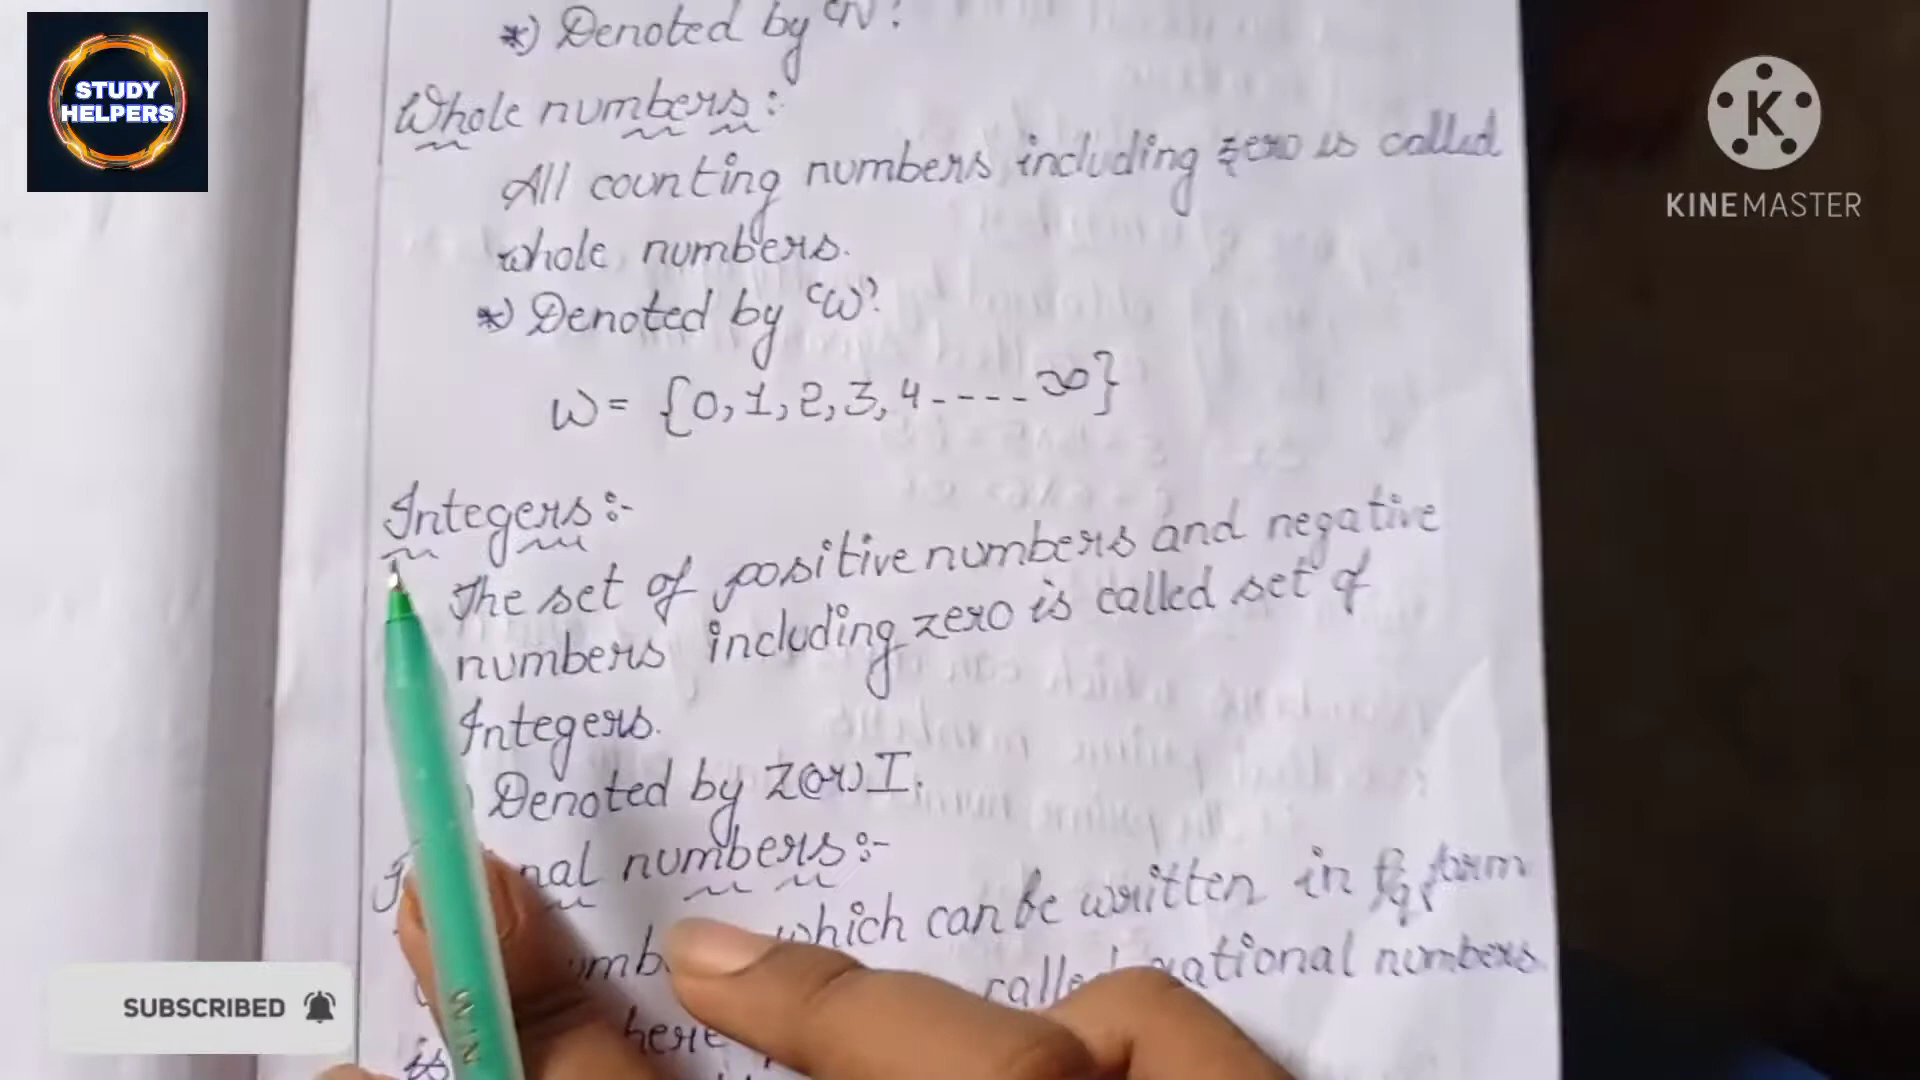 *) Denoted by "N".
STUDY
HELPERS
KINEMASTER
Whole numbers :
All counting numbers including zero is called
whole numbers.
*) Denoted by 'W'.
W = {0, 1, 2, 3, 4 ---- ∞}
Integers :-
The set of positive numbers and negative
numbers including zero is called set of
Integers.
Denoted by Z (or) I.
numbers :-
which can be written in p/q form
called rational numbers
here
SUBSCRIBED
WIN